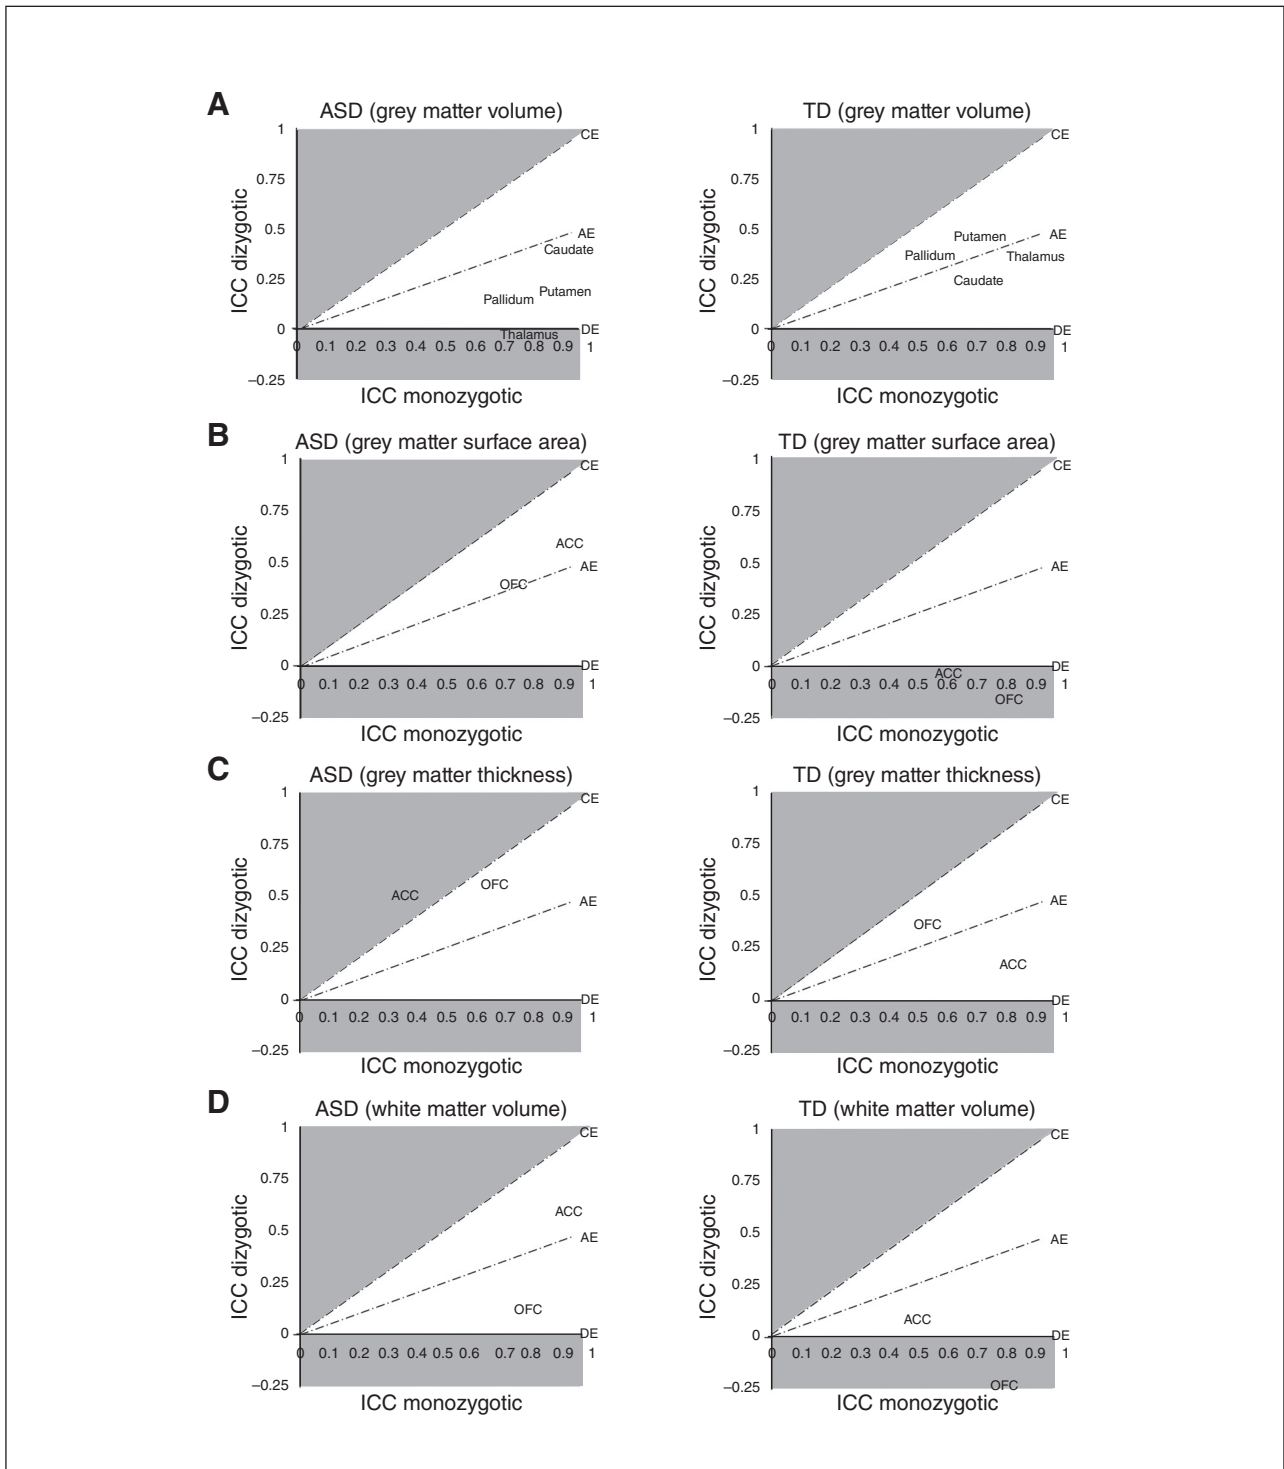 A
ASD (grey matter volume)
TD (grey matter volume)
ICC dizygotic
1
0.75
0.5
0.25
0
–0.25
CE
AE
Caudate
Putamen
Pallidum
DE
Thalamus
0 0.1 0.2 0.3 0.4 0.5 0.6 0.7 0.8 0.9 1
ICC monozygotic
ICC dizygotic
1
0.75
0.5
0.25
0
–0.25
CE
Putamen
AE
Pallidum
Thalamus
Caudate
DE
0 0.1 0.2 0.3 0.4 0.5 0.6 0.7 0.8 0.9 1
ICC monozygotic
B
ASD (grey matter surface area)
TD (grey matter surface area)
ICC dizygotic
1
0.75
0.5
0.25
0
–0.25
CE
ACC
AE
OFC
DE
0 0.1 0.2 0.3 0.4 0.5 0.6 0.7 0.8 0.9 1
ICC monozygotic
ICC dizygotic
1
0.75
0.5
0.25
0
–0.25
CE
AE
DE
ACC
0 0.1 0.2 0.3 0.4 0.5 0.6 0.7 0.8 0.9 1
OFC
ICC monozygotic
C
ASD (grey matter thickness)
TD (grey matter thickness)
ICC dizygotic
1
0.75
0.5
0.25
0
–0.25
CE
OFC
ACC
AE
DE
0 0.1 0.2 0.3 0.4 0.5 0.6 0.7 0.8 0.9 1
ICC monozygotic
ICC dizygotic
1
0.75
0.5
0.25
0
–0.25
CE
AE
OFC
ACC
DE
0 0.1 0.2 0.3 0.4 0.5 0.6 0.7 0.8 0.9 1
ICC monozygotic
D
ASD (white matter volume)
TD (white matter volume)
ICC dizygotic
1
0.75
0.5
0.25
0
–0.25
CE
ACC
AE
OFC
DE
0 0.1 0.2 0.3 0.4 0.5 0.6 0.7 0.8 0.9 1
ICC monozygotic
ICC dizygotic
1
0.75
0.5
0.25
0
–0.25
CE
AE
ACC
DE
0 0.1 0.2 0.3 0.4 0.5 0.6 0.7 0.8 0.9 1
OFC
ICC monozygotic